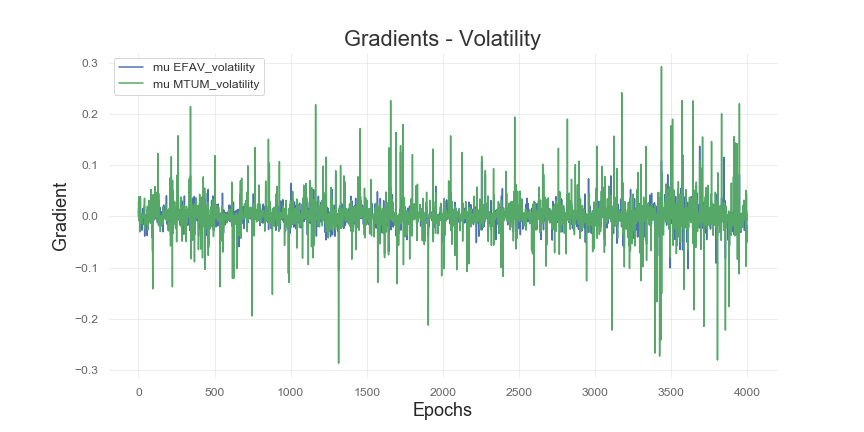 Gradients - Volatility
mu EFAV_volatility
mu MTUM_volatility
0.3
0.2
0.1
0.0
−0.1
−0.2
−0.3
Gradient
0 500 1000 1500 2000 2500 3000 3500 4000
Epochs